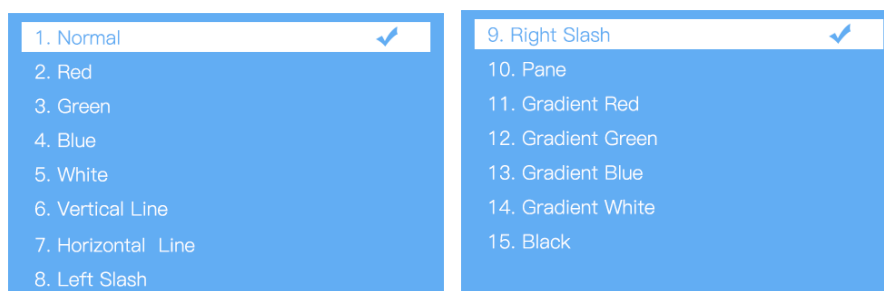 1. Normal
2. Red
3. Green
4. Blue
5. White
6. Vertical Line
7. Horizontal Line
8. Left Slash
9. Right Slash
10. Pane
11. Gradient Red
12. Gradient Green
13. Gradient Blue
14. Gradient White
15. Black